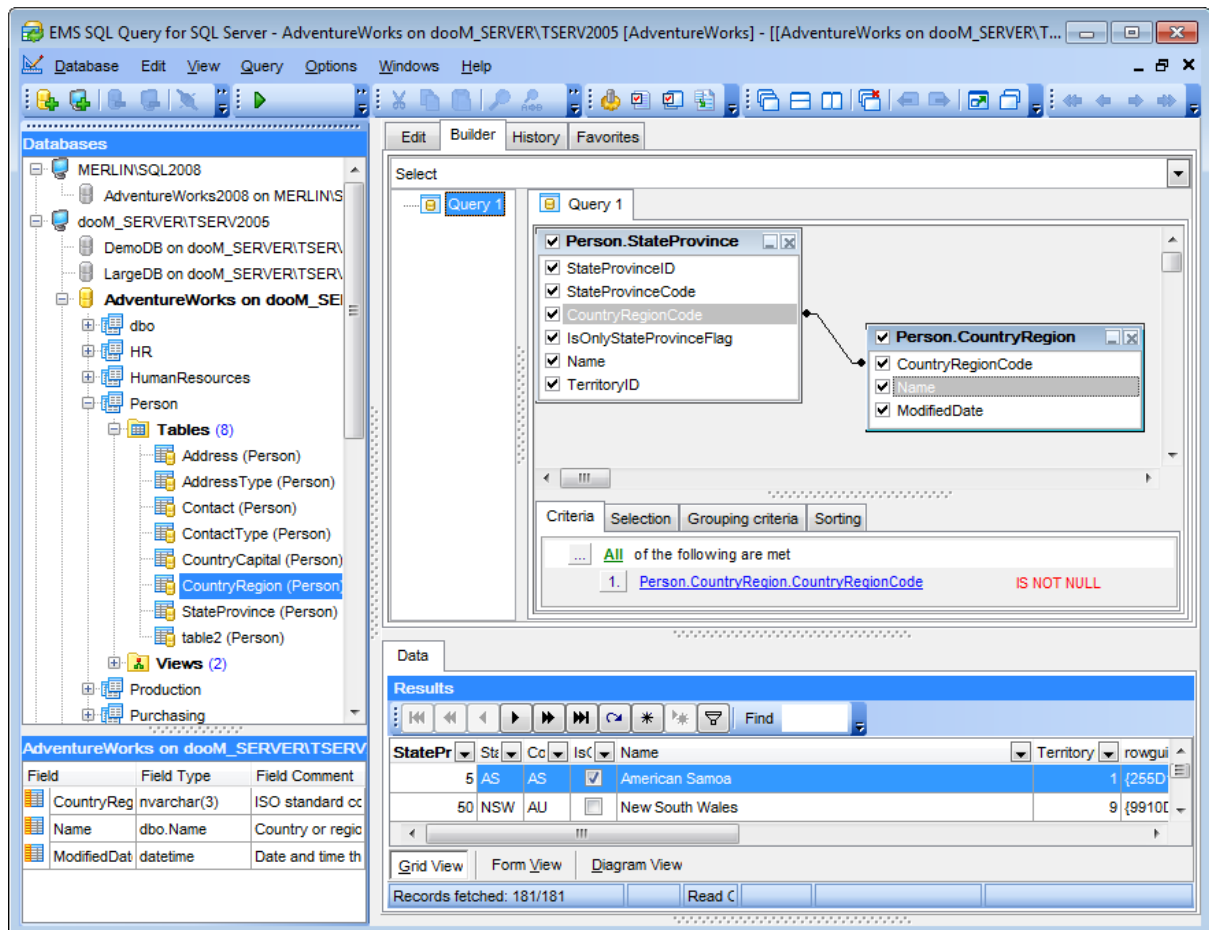 EMS SQL Query for SQL Server - AdventureWorks on dooM_SERVER\TSERV2005 [AdventureWorks] - [[AdventureWorks on dooM_SERVER\T...
Database Edit View Query Options Windows Help
Databases
MERLIN\SQL2008
AdventureWorks2008 on MERLIN\S
dooM_SERVER\TSERV2005
DemoDB on dooM_SERVER\TSER\
LargeDB on dooM_SERVER\TSER\
AdventureWorks on dooM_SE
dbo
HR
HumanResources
Person
Tables (8)
Address (Person)
AddressType (Person)
Contact (Person)
ContactType (Person)
CountryCapital (Person)
CountryRegion (Person)
StateProvince (Person)
table2 (Person)
Views (2)
Production
Purchasing
AdventureWorks on dooM_SERVER\TSERV
Field Field Type Field Comment
CountryReg nvarchar(3) ISO standard cc
Name dbo.Name Country or regic
ModifiedDat datetime Date and time th
Edit Builder History Favorites
Select
Query 1
Query 1
Person.StateProvince
StateProvinceID
StateProvinceCode
CountryRegionCode
IsOnlyStateProvinceFlag
Name
TerritoryID
Person.CountryRegion
CountryRegionCode
Name
ModifiedDate
Criteria Selection Grouping criteria Sorting
... All of the following are met
1. Person.CountryRegion.CountryRegionCode IS NOT NULL
Data
Results
Find
StatePr Sta Co IsC Name Territory rowgui
5 AS AS American Samoa 1 {255D
50 NSW AU New South Wales 9 {9910D
Grid View Form View Diagram View
Records fetched: 181/181 Read C